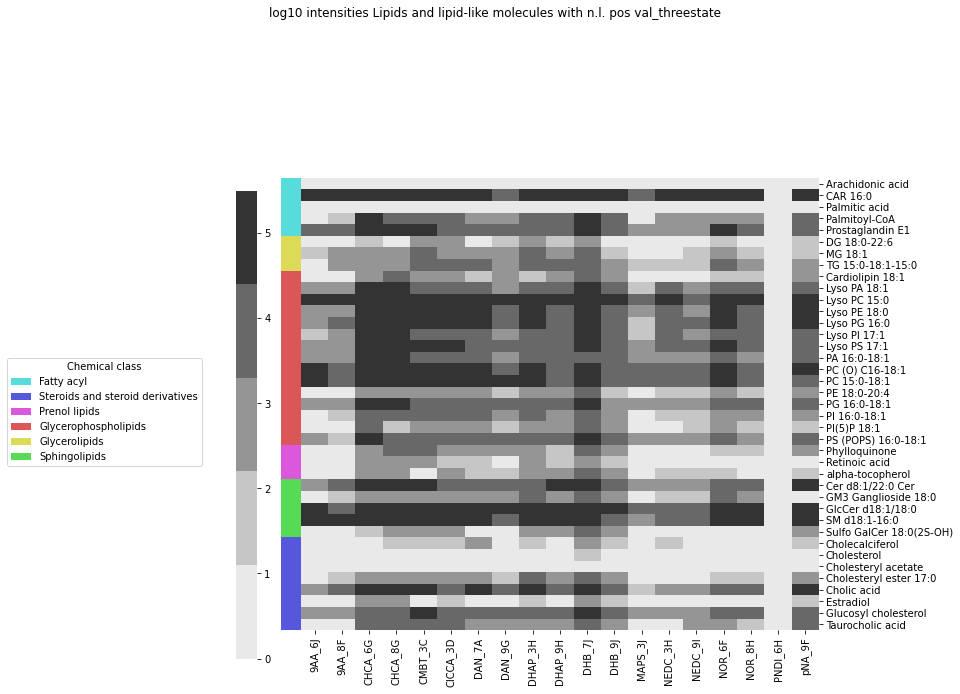 log10 intensities Lipids and lipid-like molecules with n.l. pos val_threestate
Chemical class
Fatty acyl
Steroids and steroid derivatives
Prenol lipids
Glycerophospholipids
Glycerolipids
Sphingolipids
5
4
3
2
1
0
Arachidonic acid
CAR 16:0
Palmitic acid
Palmitoyl-CoA
Prostaglandin E1
DG 18:0-22:6
MG 18:1
TG 15:0-18:1-15:0
Cardiolipin 18:1
Lyso PA 18:1
Lyso PC 15:0
Lyso PE 18:0
Lyso PG 16:0
Lyso PI 17:1
Lyso PS 17:1
PA 16:0-18:1
PC (O) C16-18:1
PC 15:0-18:1
PE 18:0-20:4
PG 16:0-18:1
PI 16:0-18:1
PI(5)P 18:1
PS (POPS) 16:0-18:1
Phylloquinone
Retinoic acid
alpha-tocopherol
Cer d8:1/22:0 Cer
GM3 Ganglioside 18:0
GlcCer d18:1/18:0
SM d18:1-16:0
Sulfo GalCer 18:0(2S-OH)
Cholecalciferol
Cholesterol
Cholesteryl acetate
Cholesteryl ester 17:0
Cholic acid
Estradiol
Glucosyl cholesterol
Taurocholic acid
9AA_6J
9AA_8F
CHCA_6G
CHCA_8G
CMBT_3C
ClCCA_3D
DAN_7A
DAN_9G
DHAP_3H
DHAP_9H
DHB_7J
DHB_9J
MAPS_3J
NEDC_3H
NEDC_9I
NOR_6F
NOR_8H
PNDI_6H
pNA_9F